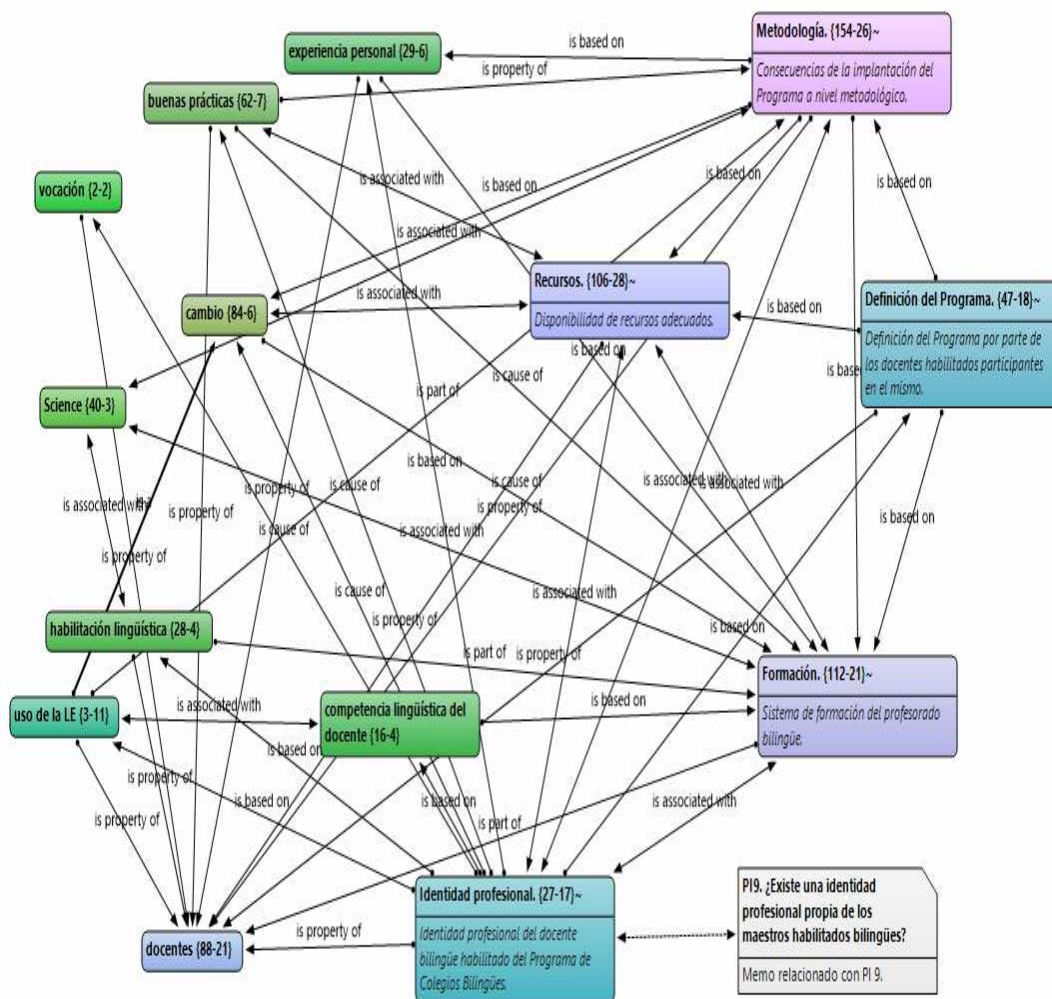 Metodología. {154-26}~
Consecuencias de la implantación del
Programa a nivel metodológico.
experiencia personal {29-6}
is based on
is property of
buenas prácticas {62-7}
is associated with
is based on
is based on
is based on
vocación {2-2}
is associated with
Recursos. {106-28}~
Disponibilidad de recursos adecuados.
is associated with
cambio {84-6}
is based on
Definición del Programa. {47-18}~
Definición del Programa por parte de
los docentes habilitados participantes
en el mismo.
is based on
is part of
is cause of
Science {40-3}
is based on
is property of
is cause of
is cause of
is associated with
is associated with
is associated with
is property of
is cause of
is property of
is associated with
is based on
is property of
is cause of
is property of
is associated with
is based on
habilitación lingüística {28-4}
is part of
is property of
Formación. {112-21}~
Sistema de formación del profesorado
bilingüe.
uso de la LE {3-11}
is associated with
competencia lingüística del
docente {16-4}
is based on
is based on
is property of
is based on
is based on
is associated with
is property of
is part of
Identidad profesional. {27-17}~
Identidad profesional del docente
bilingüe habilitado del Programa de
Colegios Bilingües.
is property of
docentes {88-21}
PI9. ¿Existe una identidad
profesional propia de los
maestros habilitados bilingües?
Memo relacionado con PI 9.